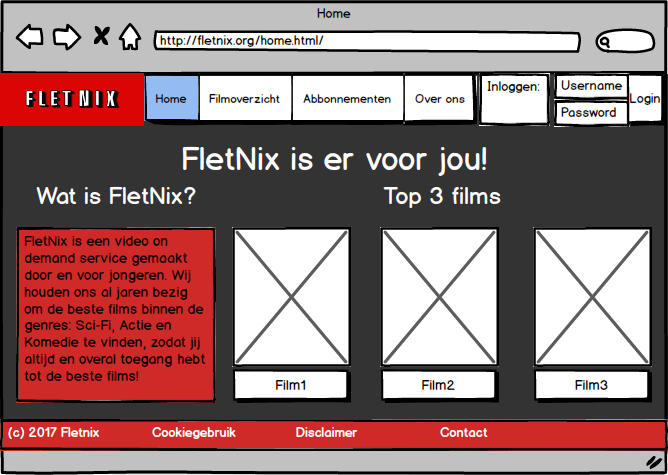 Home
http://fletnix.org/home.html/
FLETNIX
Home
Filmoverzicht
Abbonnementen
Over ons
Inloggen:
Username
Password
Login
FletNix is er voor jou!
Wat is FletNix?
Top 3 films
FletNix is een video on
demand service gemaakt
door en voor jongeren. Wij
houden ons al jaren bezig
om de beste films binnen de
genres: Sci-Fi, Actie en
Komedie te vinden, zodat jij
altijd en overal toegang hebt
tot de beste films!
Film1
Film2
Film3
(c) 2017 Fletnix
Cookiegebruik
Disclaimer
Contact